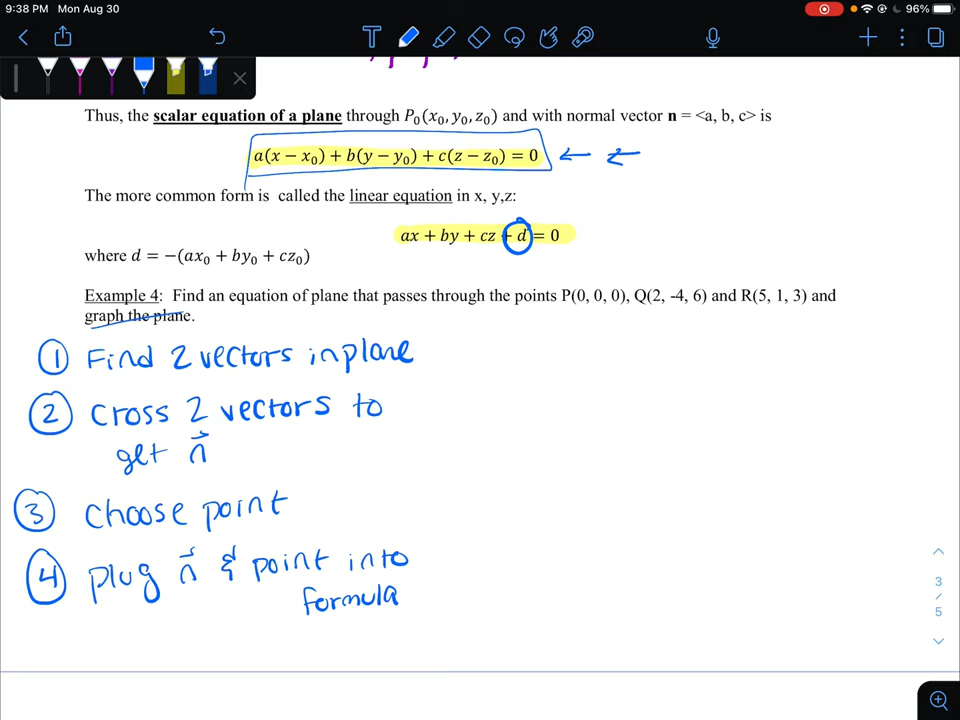 9:38 PM Mon Aug 30 96%
Thus, the scalar equation of a plane through P₀(x₀, y₀, z₀) and with normal vector n = <a, b, c> is
a(x − x₀) + b(y − y₀) + c(z − z₀) = 0
The more common form is called the linear equation in x, y,z:
ax + by + cz + d = 0
where d = −(ax₀ + by₀ + cz₀)
Example 4: Find an equation of plane that passes through the points P(0, 0, 0), Q(2, -4, 6) and R(5, 1, 3) and
graph the plane.
① Find 2 vectors in plane
② Cross 2 vectors to
get n⃗
③ Choose point
④ plug n⃗ & point into
formula
3
/
5